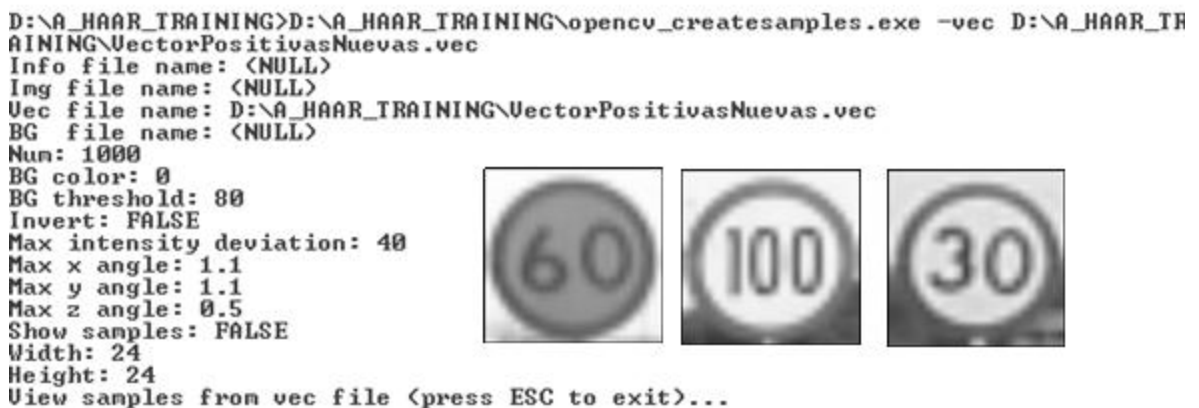 D:\A_HAAR_TRAINING>D:\A_HAAR_TRAINING\opencv_createsamples.exe -vec D:\A_HAAR_TR
AINING\VectorPositivasNuevas.vec
Info file name: (NULL)
Img file name: (NULL)
Vec file name: D:\A_HAAR_TRAINING\VectorPositivasNuevas.vec
BG  file name: (NULL)
Num: 1000
BG color: 0
BG threshold: 80
Invert: FALSE
Max intensity deviation: 40
Max x angle: 1.1
Max y angle: 1.1
Max z angle: 0.5
Show samples: FALSE
Width: 24
Height: 24
View samples from vec file (press ESC to exit)...
60
100
30